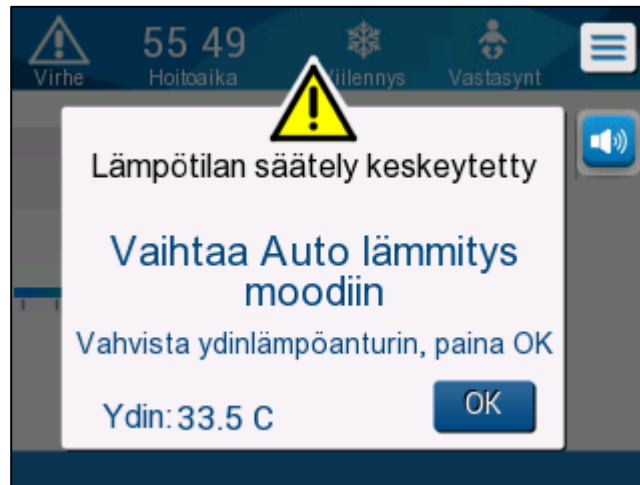 55 49
Virhe Hoitoaika Viilennys Vastasynt
Lämpötilan säätely keskeytetty
Vaihtaa Auto lämmitys
moodiin
Vahvista ydinlämpöanturin, paina OK
Ydin: 33.5 C
OK